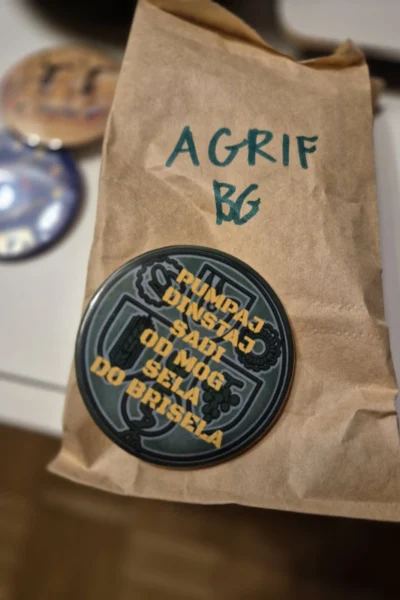 AGRIF
BG
PUMPAJ
DINSTAJ
SADI
OD MOG
SELA
DO BRISELA